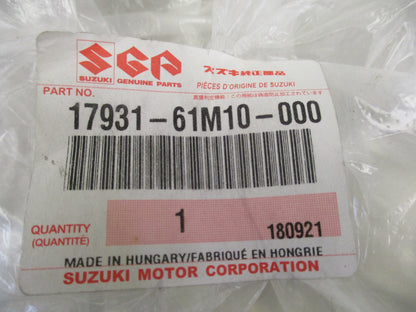 SGP
スズキ純正部品
SUZUKI GENUINE PARTS
PIÈCES D'ORIGINE DE SUZUKI
PART NO.
17931-61M10-000
QUANTITY
(QUANTITÉ)
1
180921
MADE IN HUNGARY/FABRIQUÉ EN HONGRIE
SUZUKI MOTOR CORPORATION